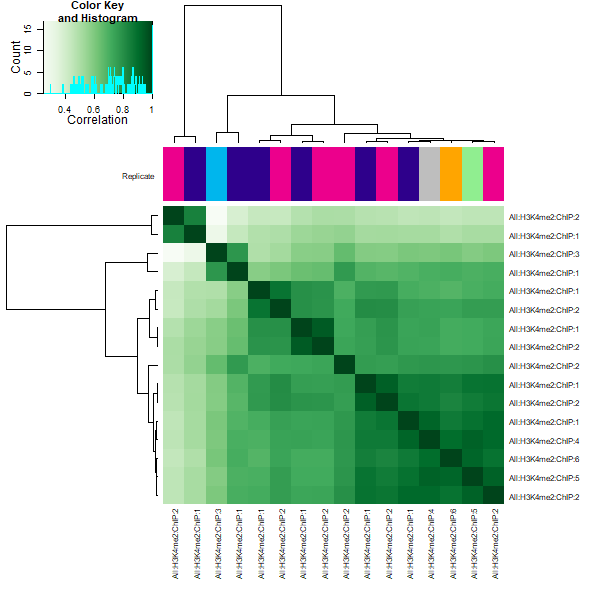 Color Key
and Histogram
Count
0
5
10
15
0.4
0.6
0.8
1
Correlation
Replicate
All:H3K4me2:ChIP:2
All:H3K4me2:ChIP:1
All:H3K4me2:ChIP:3
All:H3K4me2:ChIP:1
All:H3K4me2:ChIP:1
All:H3K4me2:ChIP:2
All:H3K4me2:ChIP:1
All:H3K4me2:ChIP:2
All:H3K4me2:ChIP:2
All:H3K4me2:ChIP:1
All:H3K4me2:ChIP:2
All:H3K4me2:ChIP:1
All:H3K4me2:ChIP:4
All:H3K4me2:ChIP:6
All:H3K4me2:ChIP:5
All:H3K4me2:ChIP:2
All:H3K4me2:ChIP:2
All:H3K4me2:ChIP:1
All:H3K4me2:ChIP:3
All:H3K4me2:ChIP:1
All:H3K4me2:ChIP:1
All:H3K4me2:ChIP:2
All:H3K4me2:ChIP:1
All:H3K4me2:ChIP:2
All:H3K4me2:ChIP:2
All:H3K4me2:ChIP:1
All:H3K4me2:ChIP:2
All:H3K4me2:ChIP:1
All:H3K4me2:ChIP:4
All:H3K4me2:ChIP:6
All:H3K4me2:ChIP:5
All:H3K4me2:ChIP:2